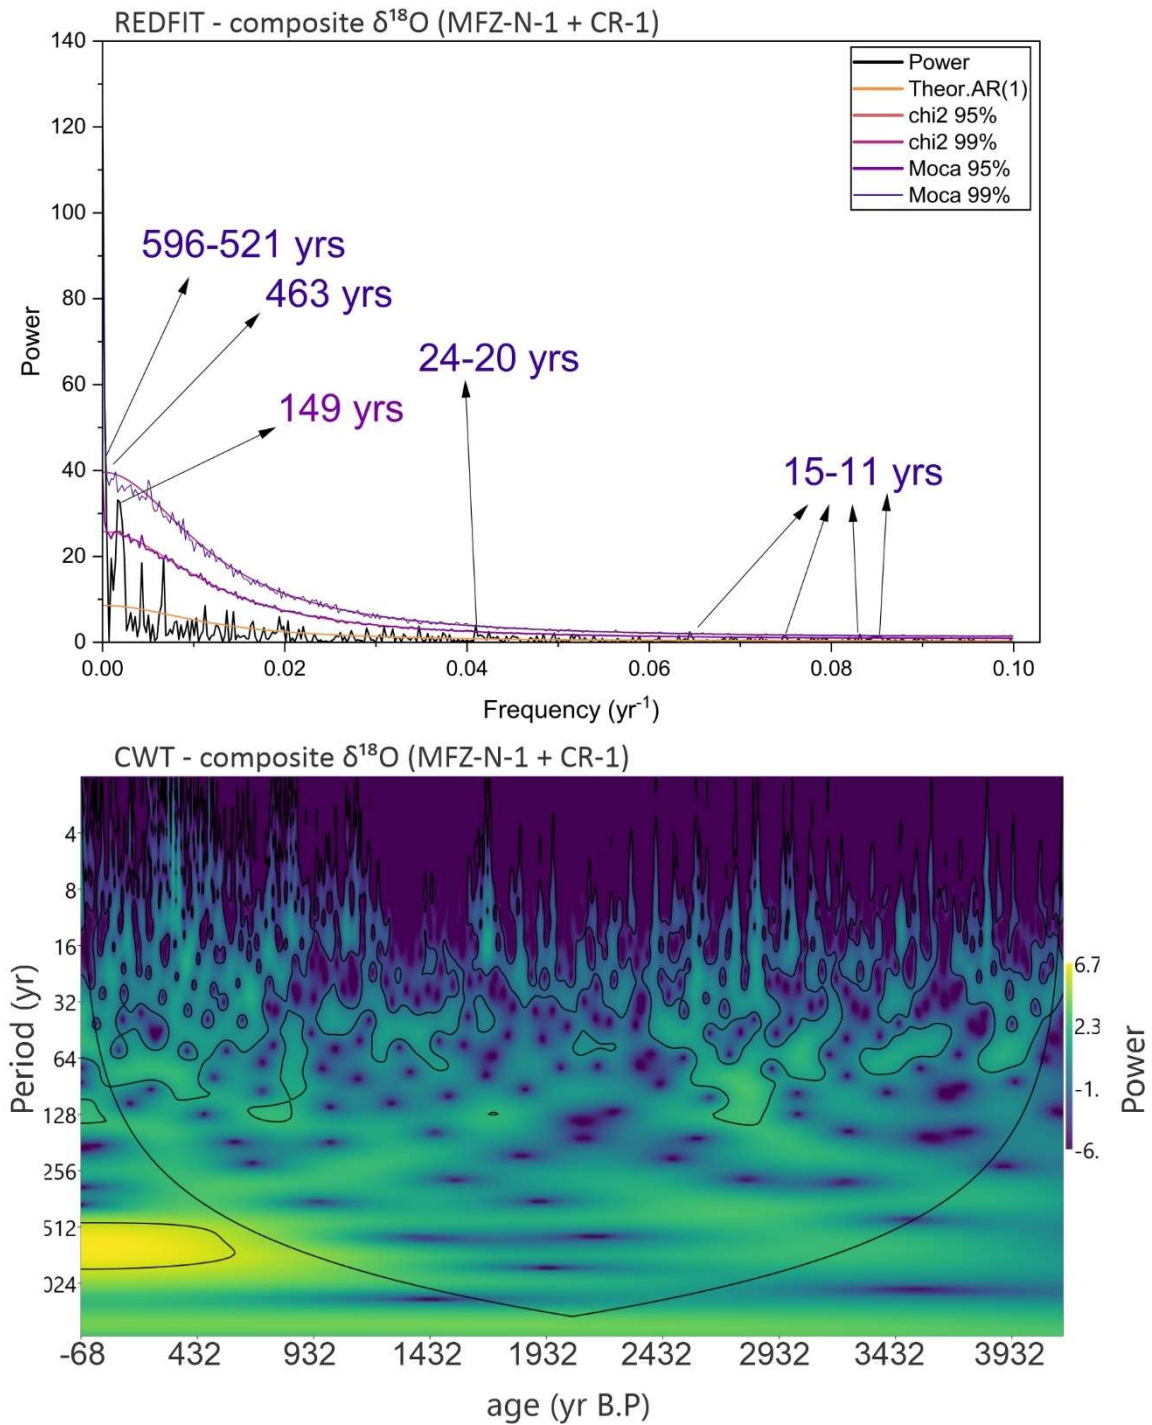 REDFIT - composite δ¹⁸O (MFZ-N-1 + CR-1)
140
120
100
80
60
40
20
0
Power
Power
Theor.AR(1)
chi2 95%
chi2 99%
Moca 95%
Moca 99%
596-521 yrs
463 yrs
149 yrs
24-20 yrs
15-11 yrs
0.00 0.02 0.04 0.06 0.08 0.10
Frequency (yr⁻¹)
CWT - composite δ¹⁸O (MFZ-N-1 + CR-1)
Period (yr)
4
8
16
32
64
128
256
512
324
6.7
2.3
-1.
-6.
Power
-68 432 932 1432 1932 2432 2932 3432 3932
age (yr B.P)